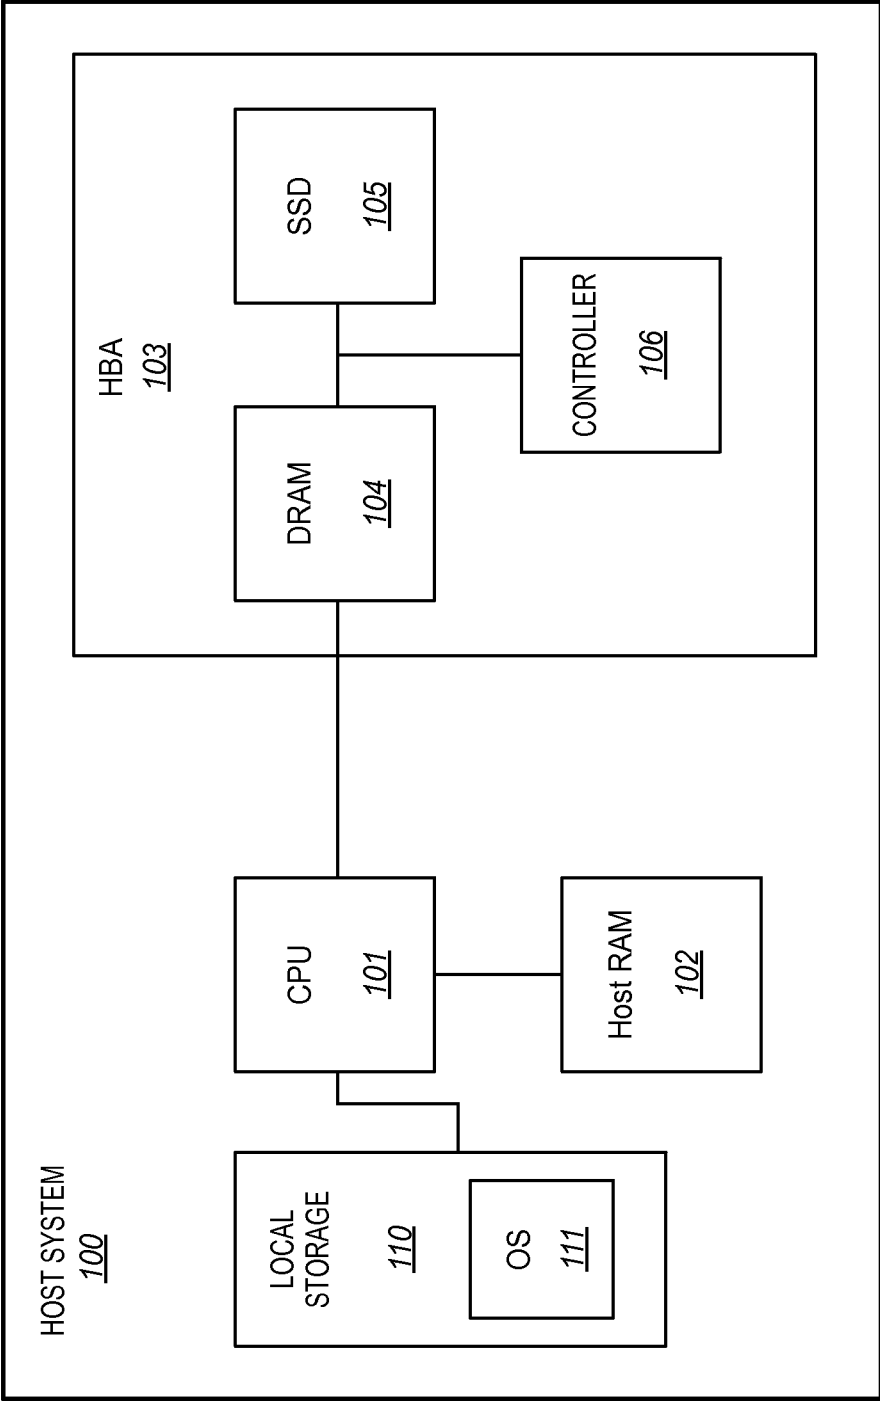 HOST SYSTEM
100
LOCAL
STORAGE
110
OS
111
CPU
101
Host RAM
102
HBA
103
DRAM
104
SSD
105
CONTROLLER
106